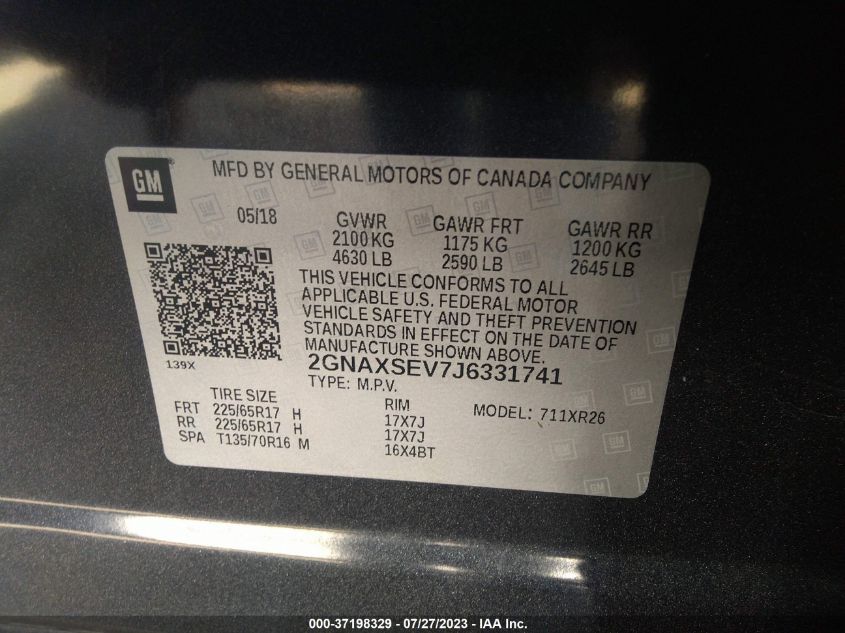 GM
MFD BY GENERAL MOTORS OF CANADA COMPANY
05/18 GVWR GAWR FRT GAWR RR
2100 KG 1175 KG 1200 KG
4630 LB 2590 LB 2645 LB
THIS VEHICLE CONFORMS TO ALL
APPLICABLE U.S. FEDERAL MOTOR
VEHICLE SAFETY AND THEFT PREVENTION
STANDARDS IN EFFECT ON THE DATE OF
MANUFACTURE SHOWN ABOVE.
139X
2GNAXSEV7J6331741
TYPE: M.P.V.
TIRE SIZE RIM MODEL: 711XR26
FRT 225/65R17 H 17X7J
RR 225/65R17 H 17X7J
SPA T135/70R16 M 16X4BT
000-37198329 - 07/27/2023 - IAA Inc.